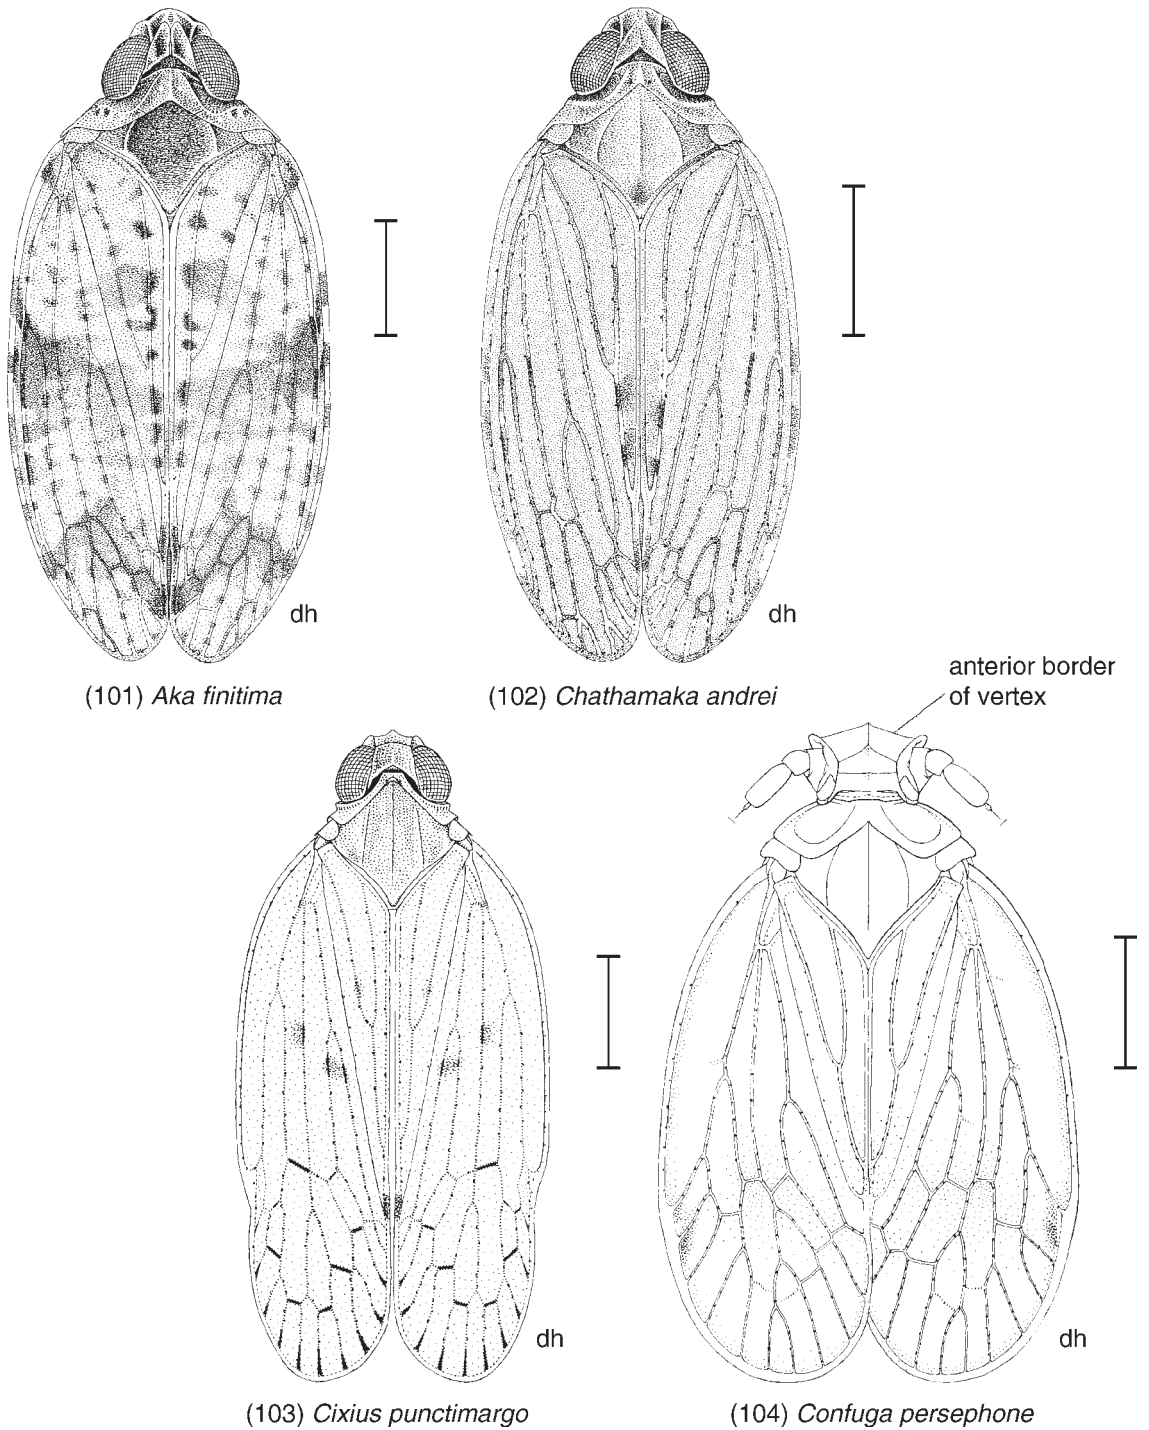 dh
dh
(101) Aka finitima
(102) Chathamaka andrei
anterior border
of vertex
dh
dh
(103) Cixius punctimargo
(104) Confuga persephone